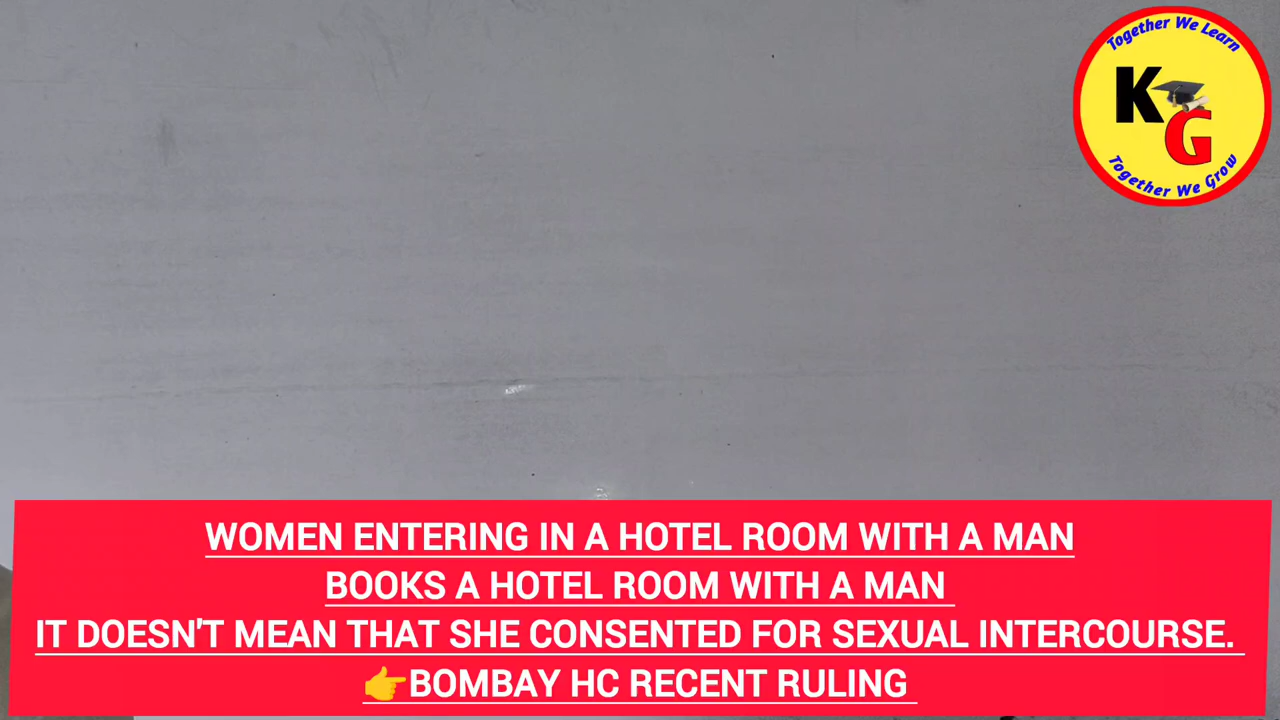 Together We Learn
K
G
Together We Grow
WOMEN ENTERING IN A HOTEL ROOM WITH A MAN
BOOKS A HOTEL ROOM WITH A MAN
IT DOESN'T MEAN THAT SHE CONSENTED FOR SEXUAL INTERCOURSE.
👉BOMBAY HC RECENT RULING